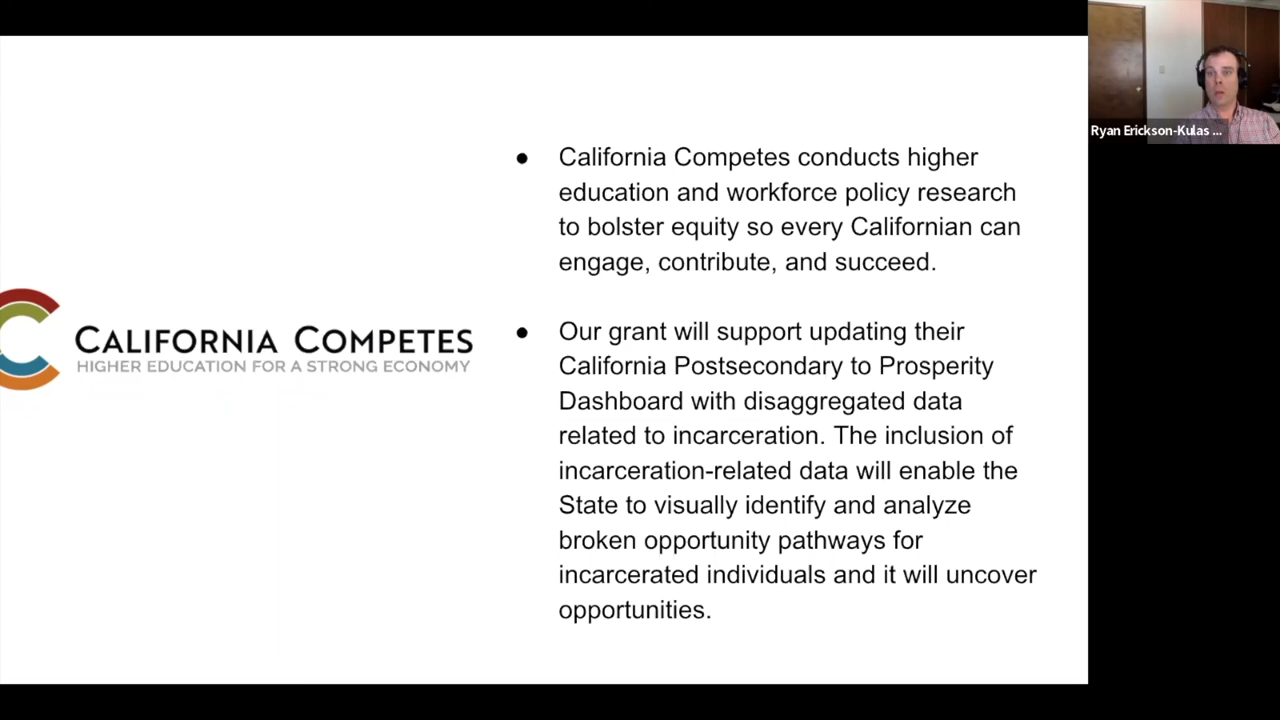 California Competes conducts higher
education and workforce policy research
to bolster equity so every Californian can
engage, contribute, and succeed.
Our grant will support updating their
California Postsecondary to Prosperity
Dashboard with disaggregated data
related to incarceration. The inclusion of
incarceration-related data will enable the
State to visually identify and analyze
broken opportunity pathways for
incarcerated individuals and it will uncover
opportunities.
CALIFORNIA COMPETES
HIGHER EDUCATION FOR A STRONG ECONOMY
Ryan Erickson-Kulas ...